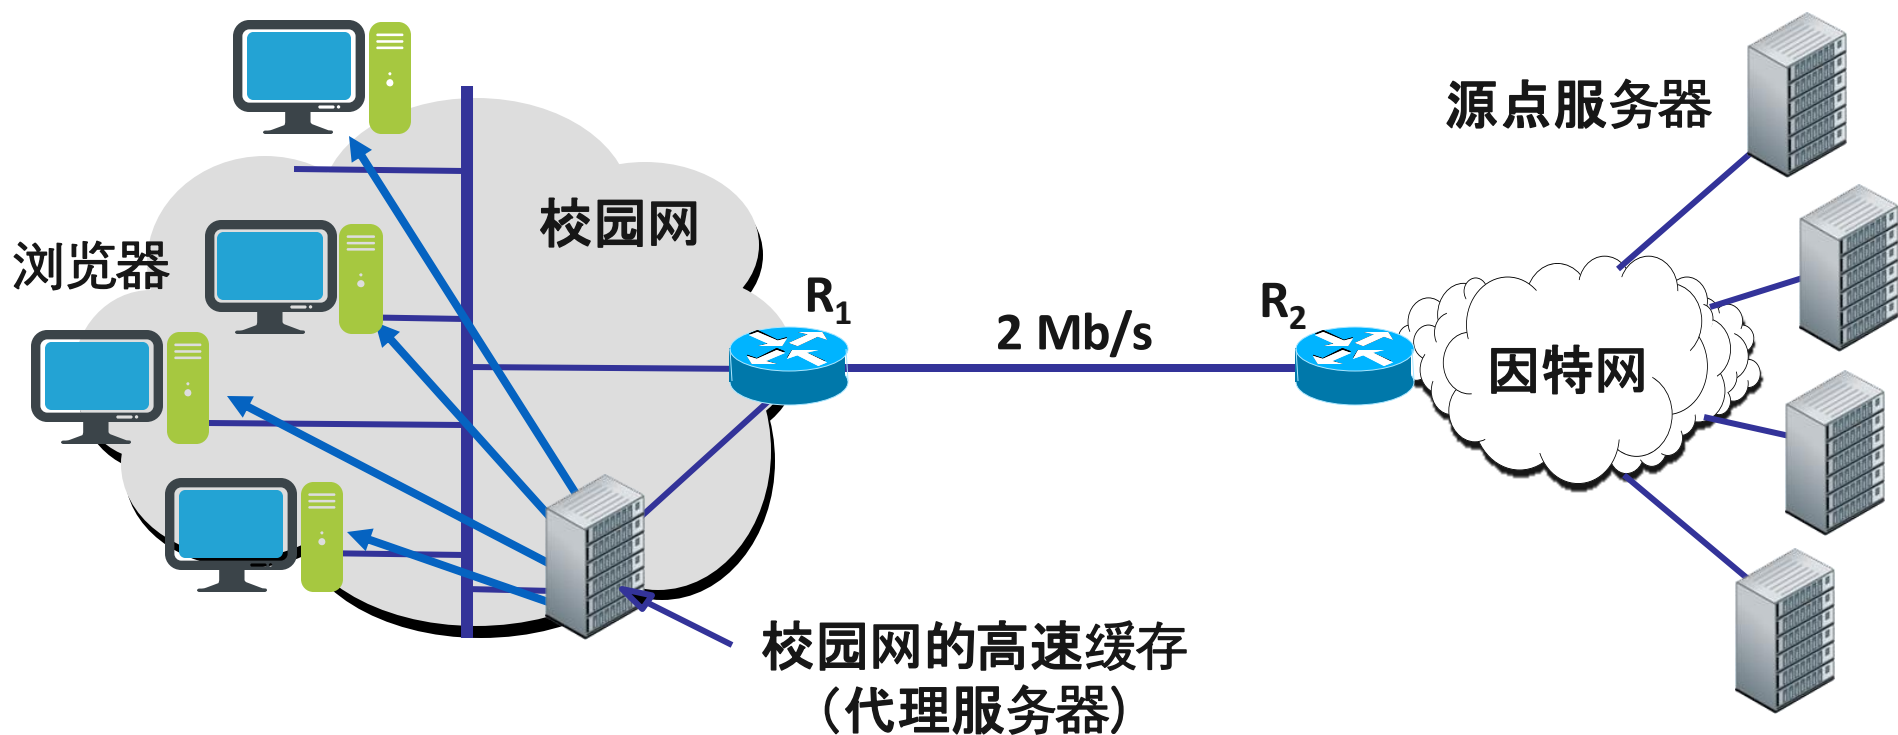 源点服务器
校园网
浏览器
R1
2 Mb/s
R2
因特网
校园网的高速缓存
（代理服务器）